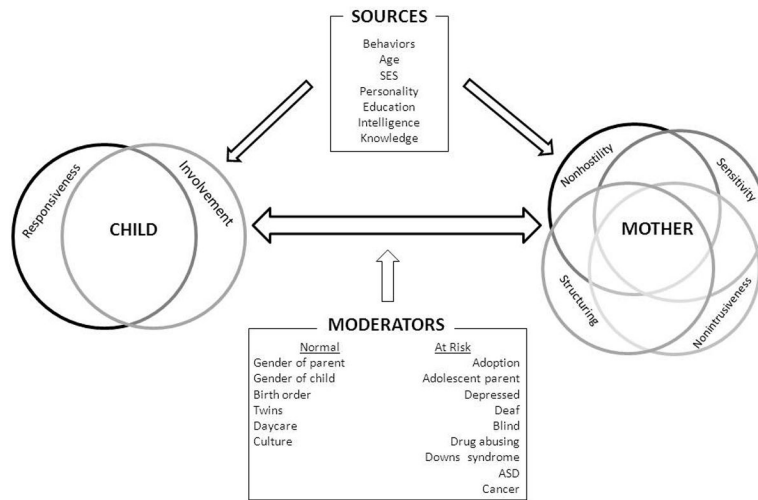 SOURCES
Behaviors
Age
SES
Personality
Education
Intelligence
Knowledge
Responsiveness
Involvement
CHILD
Nonhostility
Sensitivity
MOTHER
Structuring
Nonintrusiveness
MODERATORS
Normal
Gender of parent
Gender of child
Birth order
Twins
Daycare
Culture
At Risk
Adoption
Adolescent parent
Depressed
Deaf
Blind
Drug abusing
Downs syndrome
ASD
Cancer